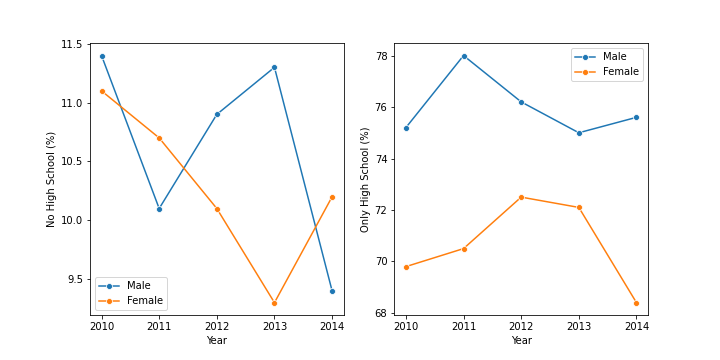 No High School (%)
11.5
11.0
10.5
10.0
9.5
Male
Female
2010 2011 2012 2013 2014
Year
Only High School (%)
78
76
74
72
70
68
Male
Female
2010 2011 2012 2013 2014
Year